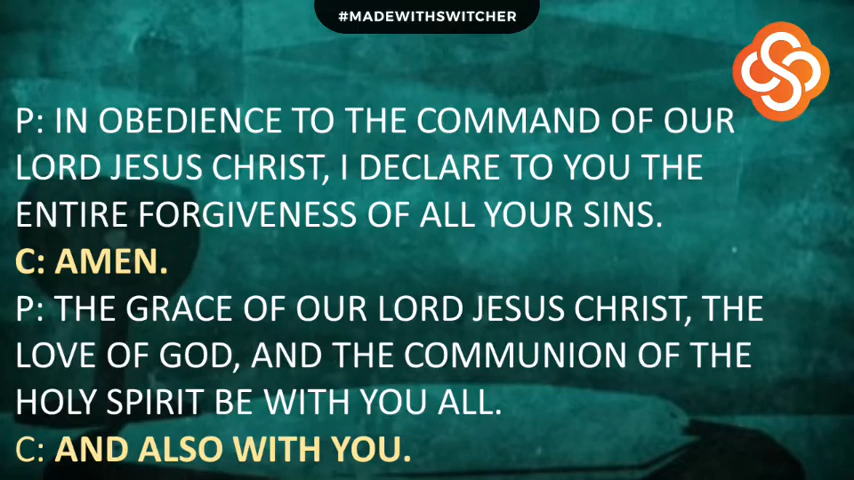 #MADEWITHSWITCHER
P: IN OBEDIENCE TO THE COMMAND OF OUR
LORD JESUS CHRIST, I DECLARE TO YOU THE
ENTIRE FORGIVENESS OF ALL YOUR SINS.
C: AMEN.
P: THE GRACE OF OUR LORD JESUS CHRIST, THE
LOVE OF GOD, AND THE COMMUNION OF THE
HOLY SPIRIT BE WITH YOU ALL.
C: AND ALSO WITH YOU.